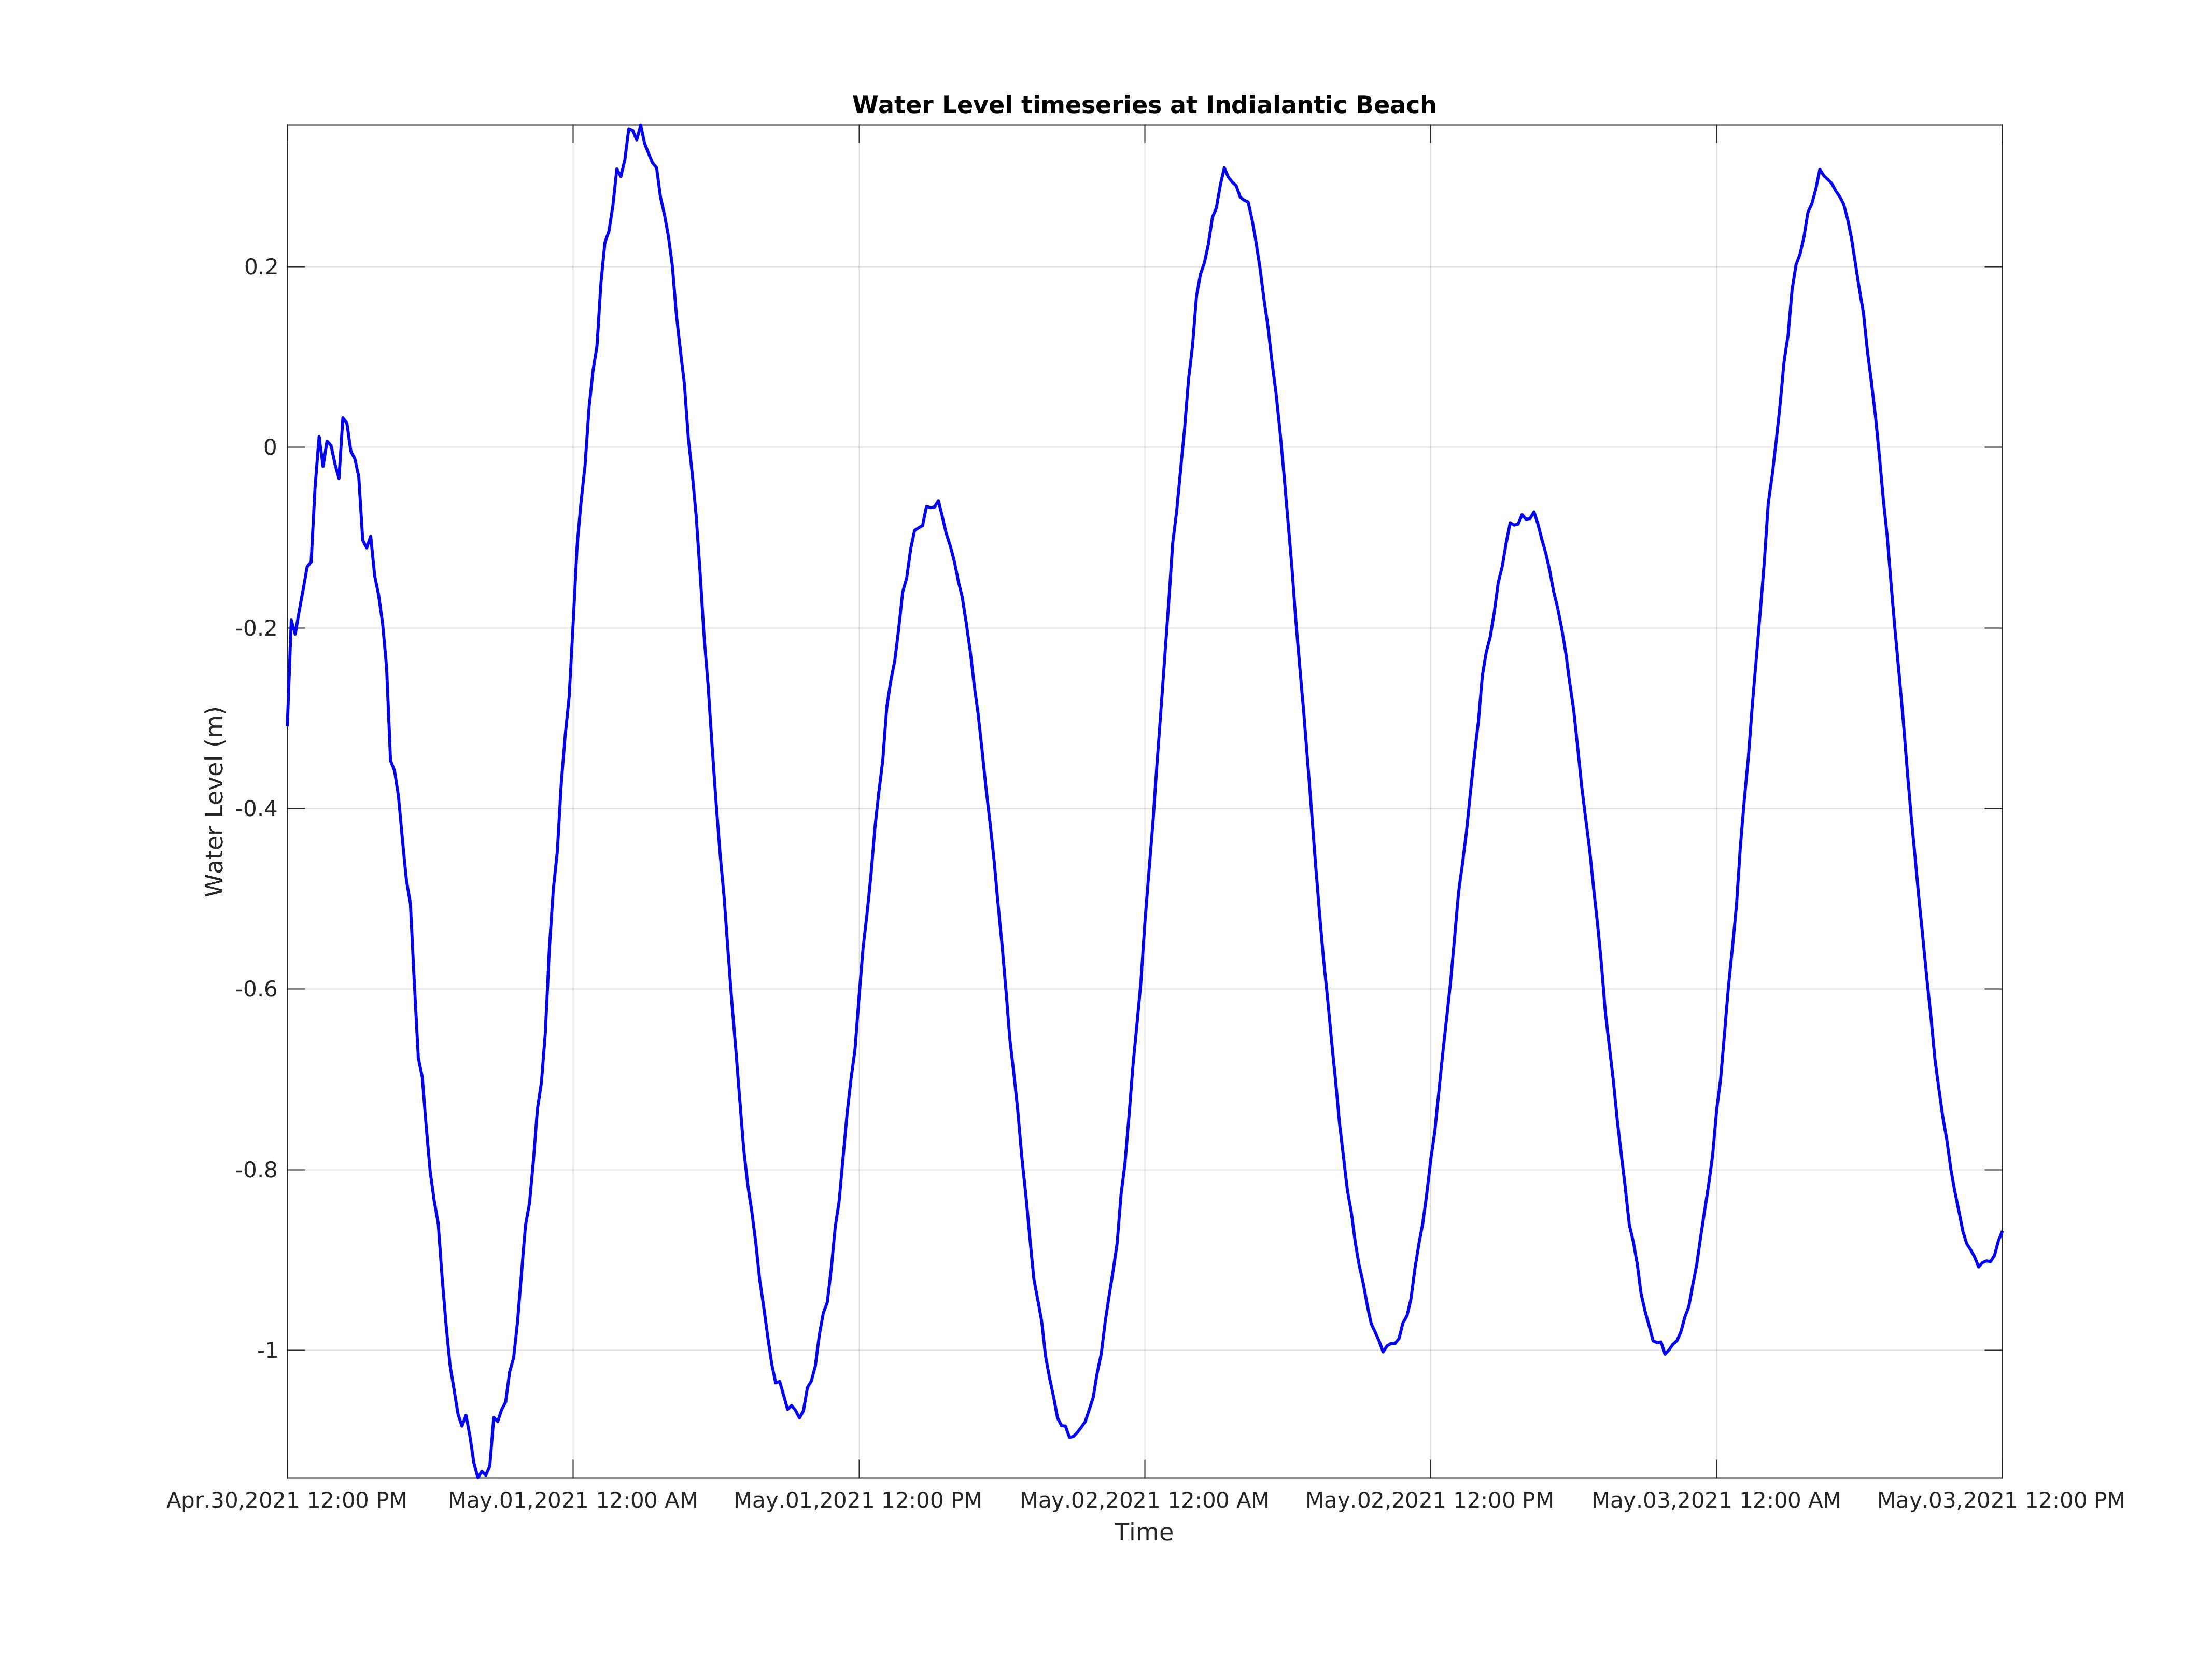 Water Level timeseries at Indialantic Beach
0.2
0
-0.2
-0.4
-0.6
-0.8
-1
Water Level (m)
Apr.30,2021 12:00 PM
May.01,2021 12:00 AM
May.01,2021 12:00 PM
May.02,2021 12:00 AM
May.02,2021 12:00 PM
May.03,2021 12:00 AM
May.03,2021 12:00 PM
Time